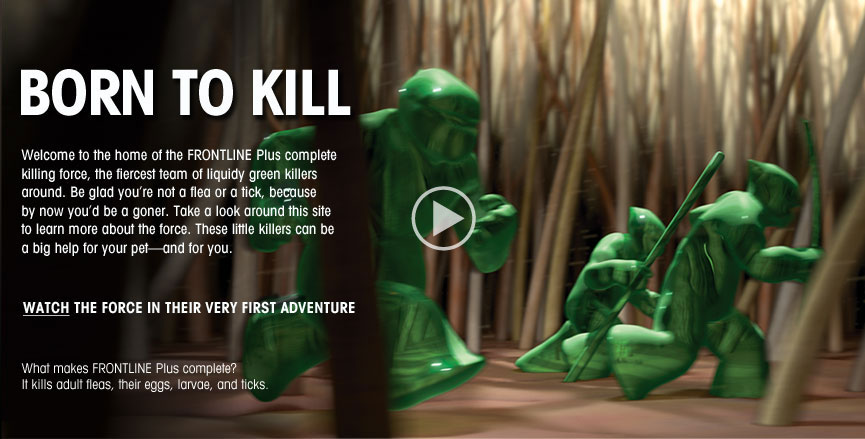 BORN TO KILL
Welcome to the home of the FRONTLINE Plus complete
killing force, the fiercest team of liquidy green killers
around. Be glad you're not a flea or a tick, because
by now you'd be a goner. Take a look around this site
to learn more about the force. These little killers can be
a big help for your pet—and for you.
WATCH THE FORCE IN THEIR VERY FIRST ADVENTURE
What makes FRONTLINE Plus complete?
It kills adult fleas, their eggs, larvae, and ticks.